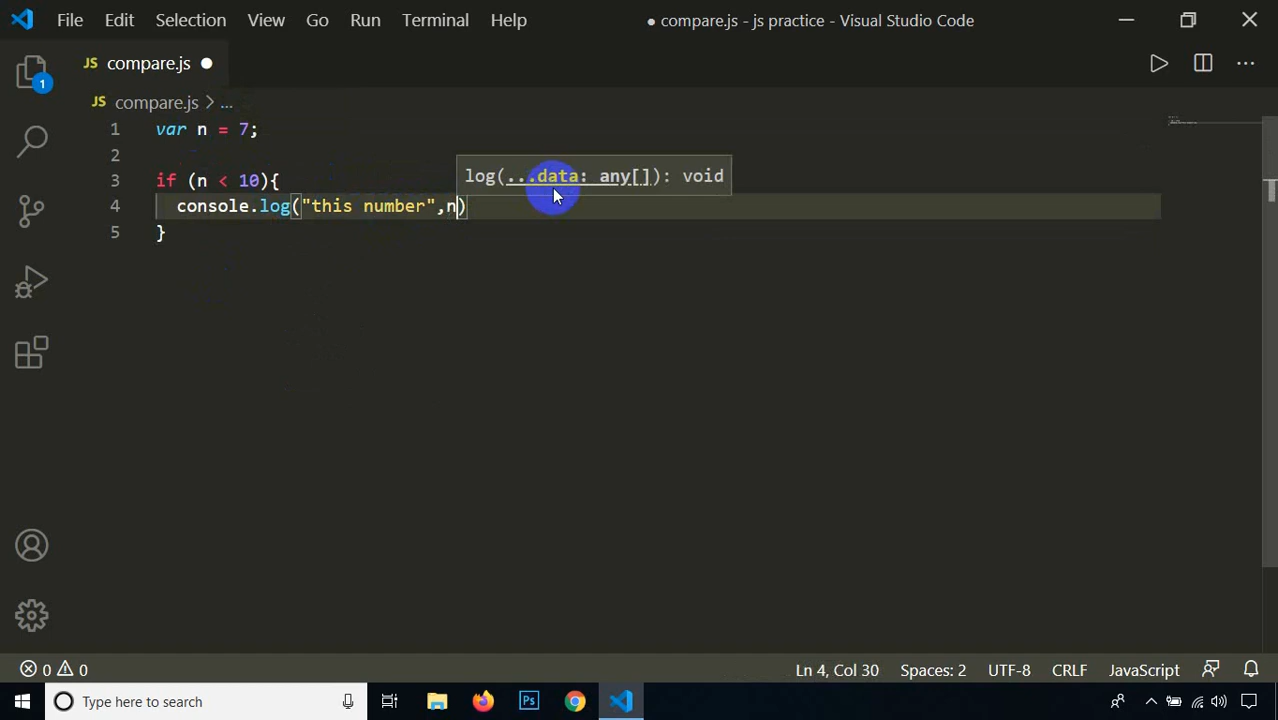 File Edit Selection View Go Run Terminal Help ● compare.js - js practice - Visual Studio Code
JS compare.js ●
1
JS compare.js > ...
1 var n = 7;
2
log(...data: any[]): void
3 if (n < 10){
4 console.log("this number",n)
5 }
0 0 Ln 4, Col 30 Spaces: 2 UTF-8 CRLF JavaScript
Type here to search Ps